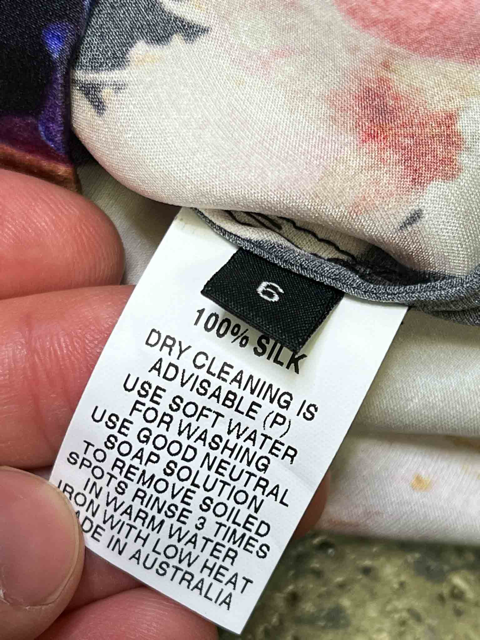 6
100% SILK
DRY CLEANING IS
ADVISABLE (P)
USE SOFT WATER
FOR WASHING
USE GOOD NEUTRAL
SOAP SOLUTION
TO REMOVE SOILED
SPOTS RINSE 3 TIMES
IN WARM WATER
IRON WITH LOW HEAT
ADE IN AUSTRALIA